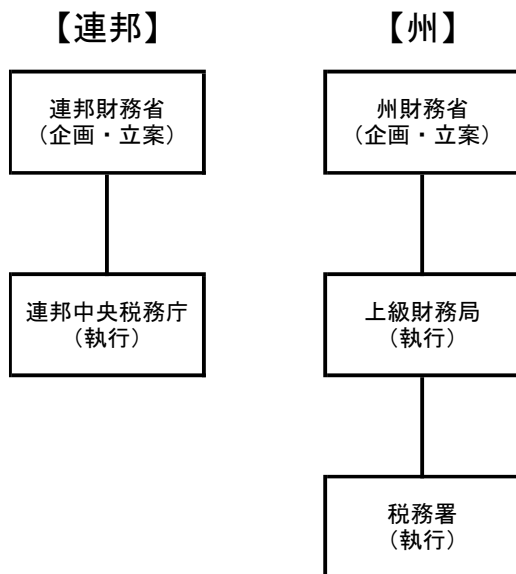 【連邦】
連邦財務省
（企画・立案）
連邦中央税務庁
（執行）
【州】
州財務省
（企画・立案）
上級財務局
（執行）
税務署
（執行）